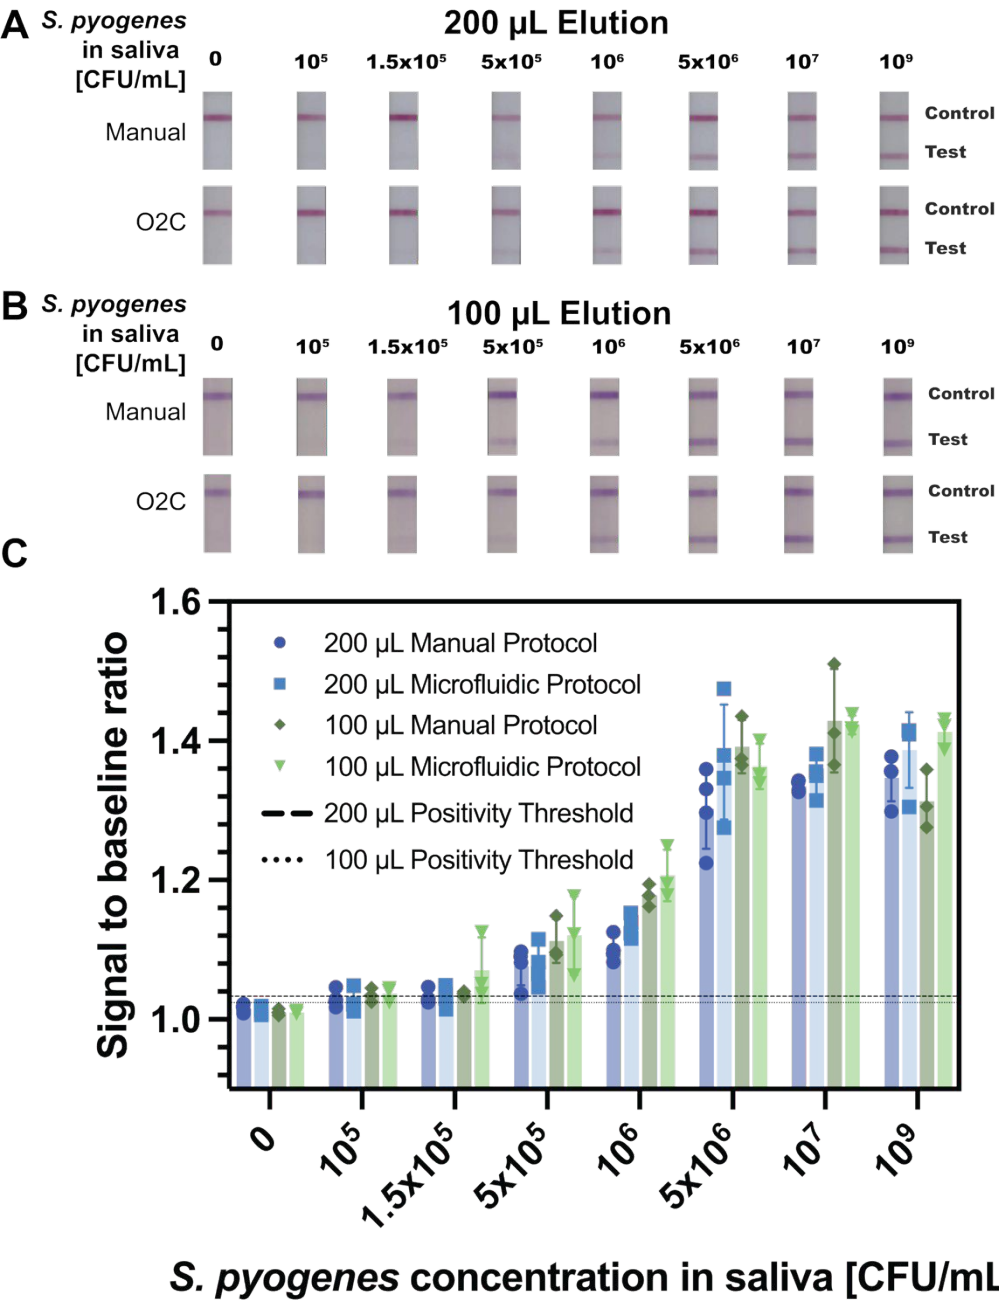 A
S. pyogenes
in saliva
[CFU/mL]
200 µL Elution
0 10⁵ 1.5x10⁵ 5x10⁵ 10⁶ 5x10⁶ 10⁷ 10⁹
Manual
Control
Test
O2C
Control
Test
B
S. pyogenes
in saliva
[CFU/mL]
100 µL Elution
0 10⁵ 1.5x10⁵ 5x10⁵ 10⁶ 5x10⁶ 10⁷ 10⁹
Manual
Control
Test
O2C
Control
Test
C
Signal to baseline ratio
1.6
1.4
1.2
1.0
200 µL Manual Protocol
200 µL Microfluidic Protocol
100 µL Manual Protocol
100 µL Microfluidic Protocol
200 µL Positivity Threshold
100 µL Positivity Threshold
0 10⁵ 1.5x10⁵ 5x10⁵ 10⁶ 5x10⁶ 10⁷ 10⁹
S. pyogenes concentration in saliva [CFU/mL